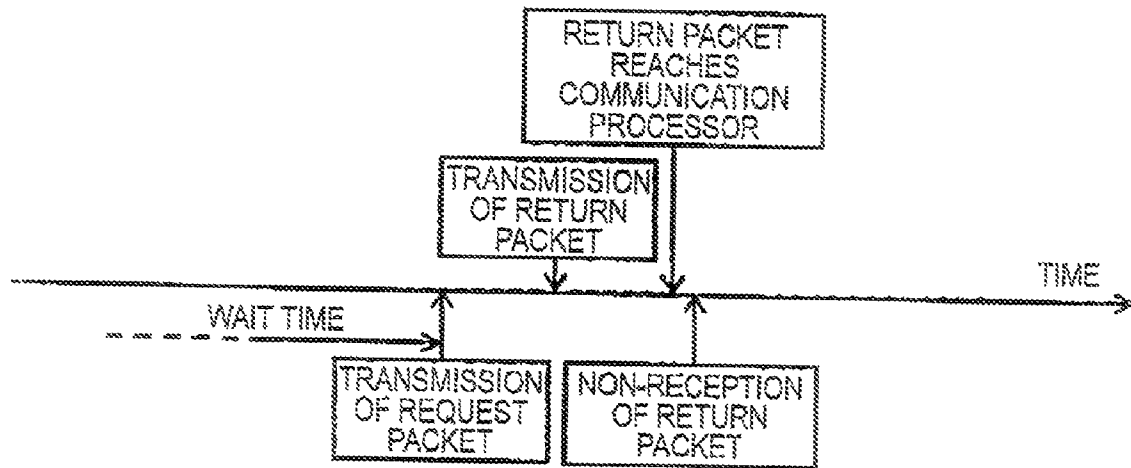 RETURN PACKET
REACHES
COMMUNICATION
PROCESSOR
TRANSMISSION
OF RETURN
PACKET
TIME
WAIT TIME
TRANSMISSION
OF REQUEST
PACKET
NON-RECEPTION
OF RETURN
PACKET